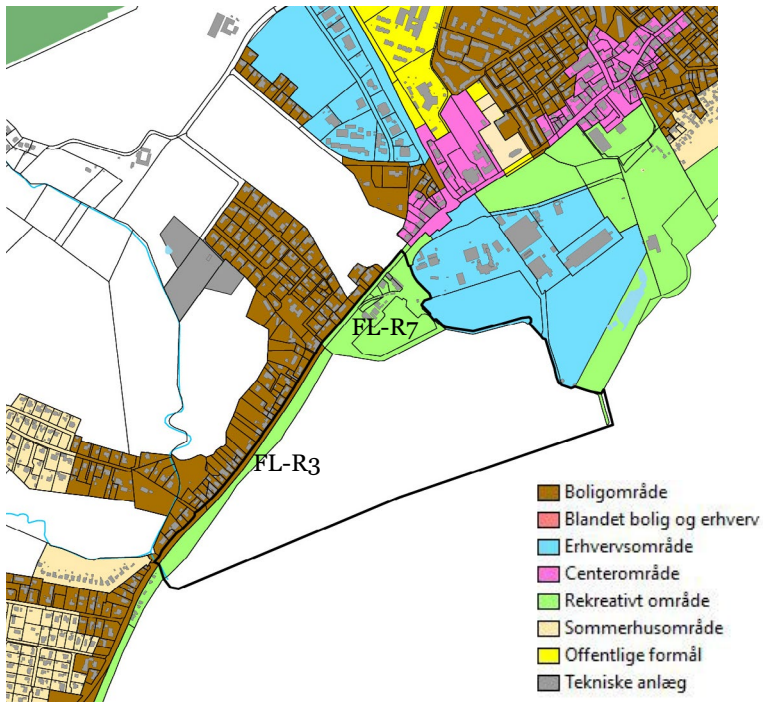 FL-R7
FL-R3
Boligområde
Blandet bolig og erhverv
Erhvervsområde
Centerområde
Rekreativt område
Sommerhusområde
Offentlige formål
Tekniske anlæg